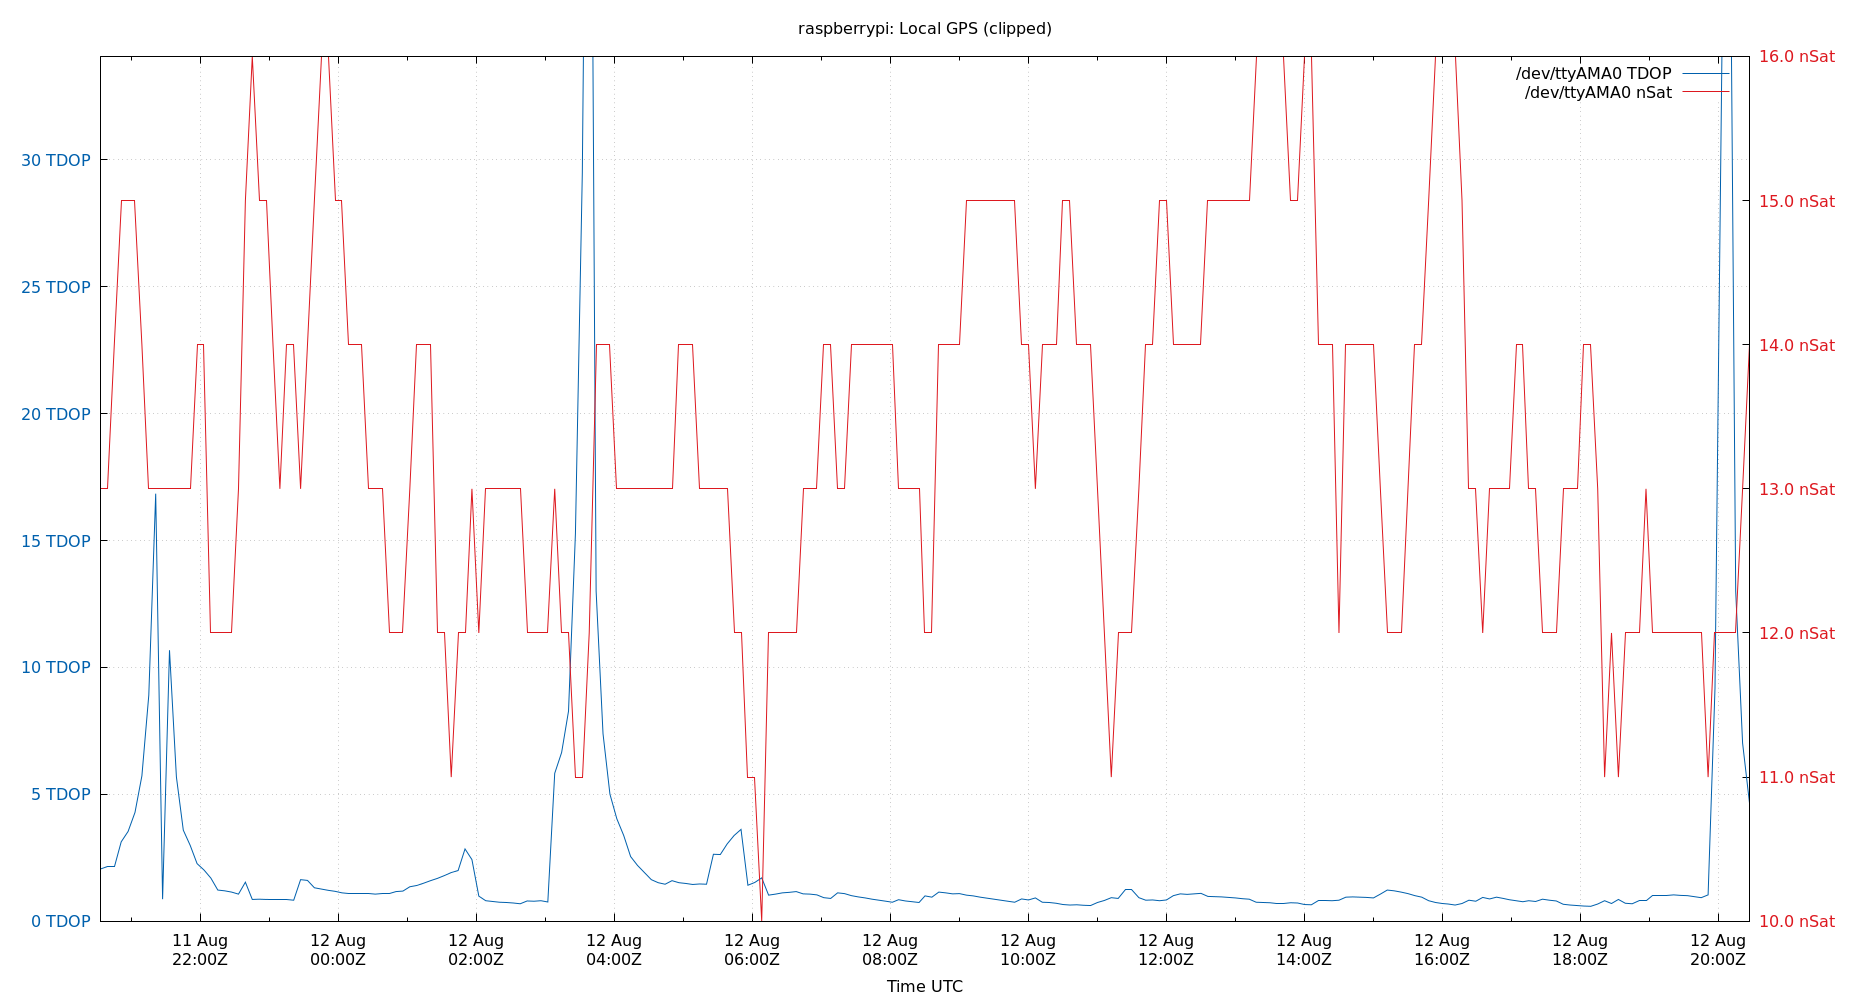 raspberrypi: Local GPS (clipped)
/dev/ttyAMA0 TDOP
/dev/ttyAMA0 nSat
30 TDOP
25 TDOP
20 TDOP
15 TDOP
10 TDOP
5 TDOP
0 TDOP
16.0 nSat
15.0 nSat
14.0 nSat
13.0 nSat
12.0 nSat
11.0 nSat
10.0 nSat
11 Aug
22:00Z
12 Aug
00:00Z
12 Aug
02:00Z
12 Aug
04:00Z
12 Aug
06:00Z
12 Aug
08:00Z
12 Aug
10:00Z
12 Aug
12:00Z
12 Aug
14:00Z
12 Aug
16:00Z
12 Aug
18:00Z
12 Aug
20:00Z
Time UTC